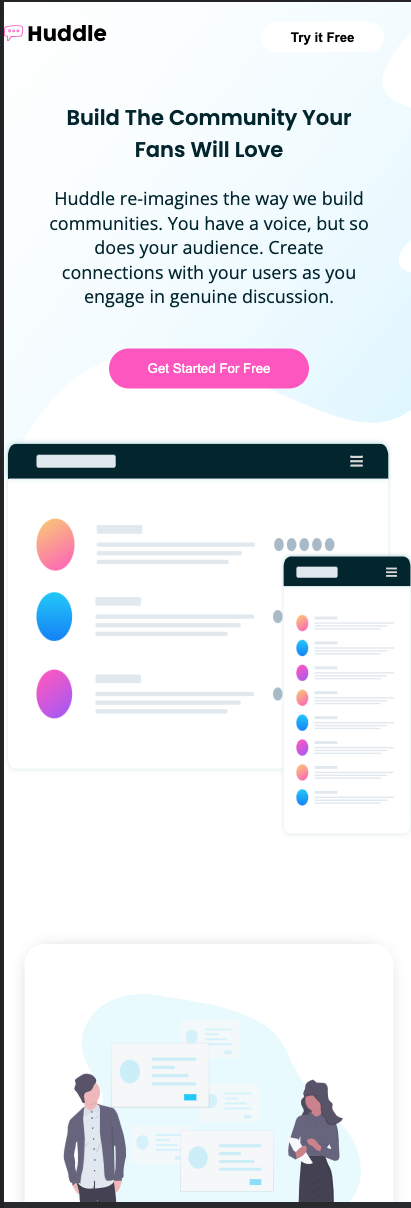 Huddle
Try it Free
Build The Community Your
Fans Will Love
Huddle re-imagines the way we build
communities. You have a voice, but so
does your audience. Create
connections with your users as you
engage in genuine discussion.
Get Started For Free